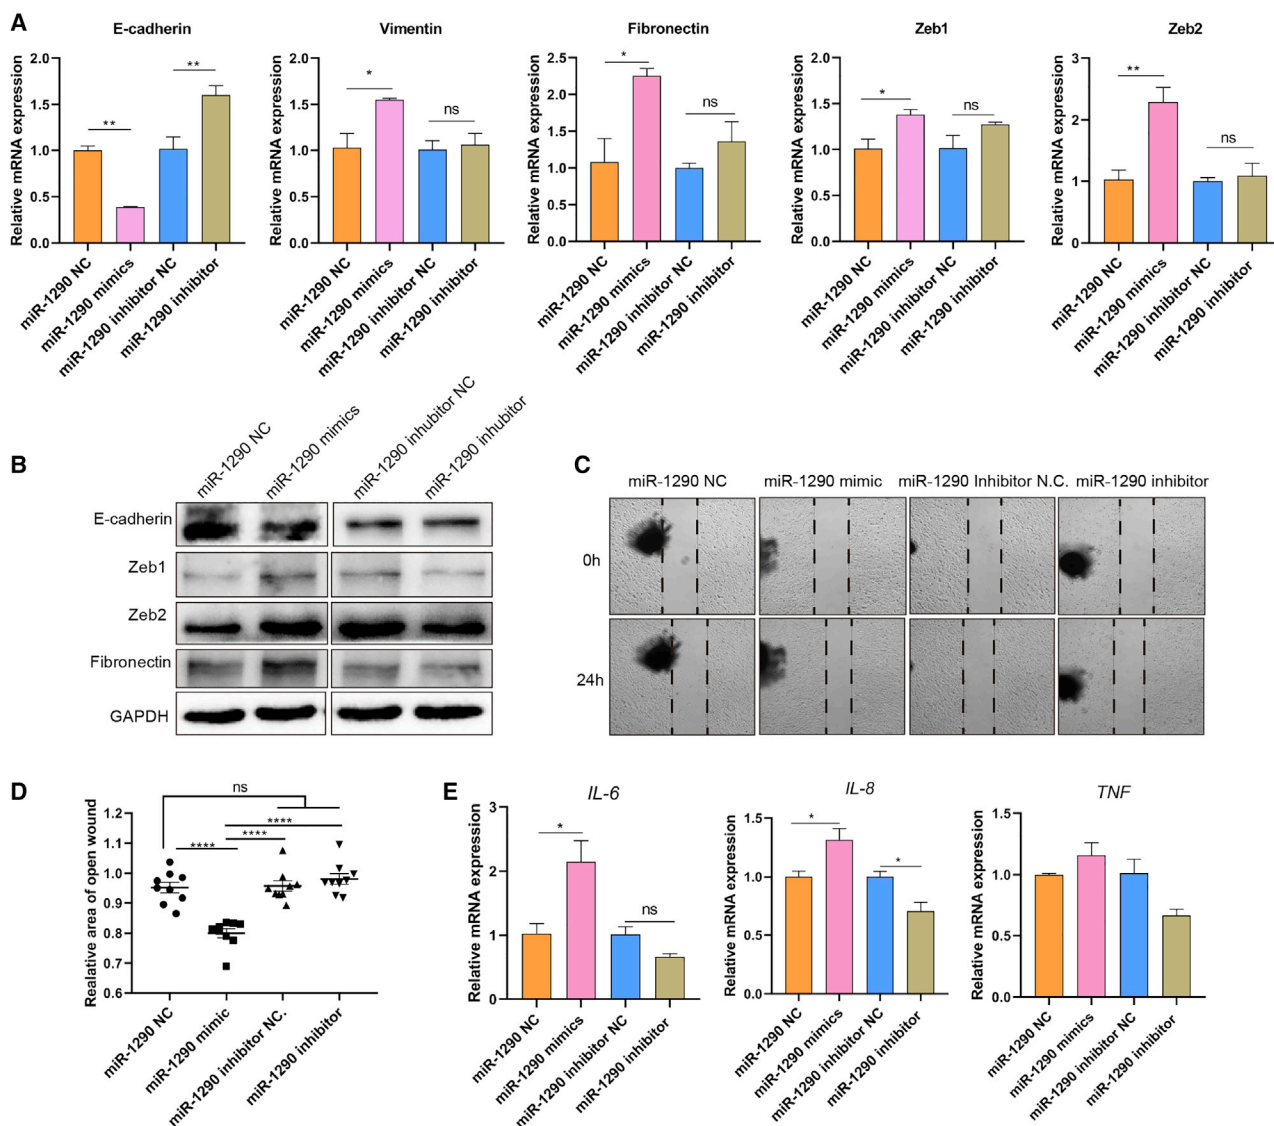 A
E-cadherin
Relative mRNA expression
2.0
1.5
1.0
0.5
0.0
**
**
miR-1290 NC
miR-1290 mimics
miR-1290 inhibitor NC
miR-1290 inhibitor
Vimentin
Relative mRNA expression
2.0
1.5
1.0
0.5
0.0
*
ns
miR-1290 NC
miR-1290 mimics
miR-1290 inhibitor NC
miR-1290 inhibitor
Fibronectin
Relative mRNA expression
2.5
2.0
1.5
1.0
0.5
0.0
*
ns
miR-1290 NC
miR-1290 mimics
miR-1290 inhibitor NC
miR-1290 inhibitor
Zeb1
Relative mRNA expression
2.0
1.5
1.0
0.5
0.0
*
ns
miR-1290 NC
miR-1290 mimics
miR-1290 inhibitor NC
miR-1290 inhibitor
Zeb2
Relative mRNA expression
3
2
1
0
**
ns
miR-1290 NC
miR-1290 mimics
miR-1290 inhibitor NC
miR-1290 inhibitor
B
miR-1290 NC
miR-1290 mimics
miR-1290 inhubitor NC
miR-1290 inhubitor
E-cadherin
Zeb1
Zeb2
Fibronectin
GAPDH
C
miR-1290 NC
miR-1290 mimic
miR-1290 Inhibitor N.C.
miR-1290 inhibitor
0h
24h
D
Realative area of open wound
1.2
1.1
1.0
0.9
0.8
0.7
0.6
ns
****
****
****
miR-1290 NC
miR-1290 mimic
miR-1290 inhibitor NC.
miR-1290 inhibitor
E
IL-6
Relative mRNA expression
3
2
1
0
*
ns
miR-1290 NC
miR-1290 mimics
miR-1290 inhibitor NC
miR-1290 inhibitor
IL-8
Relative mRNA expression
1.5
1.0
0.5
0.0
*
*
miR-1290 NC
miR-1290 mimics
miR-1290 inhibitor NC
miR-1290 inhibitor
TNF
Relative mRNA expression
1.5
1.0
0.5
0.0
miR-1290 NC
miR-1290 mimics
miR-1290 inhibitor NC
miR-1290 inhibitor